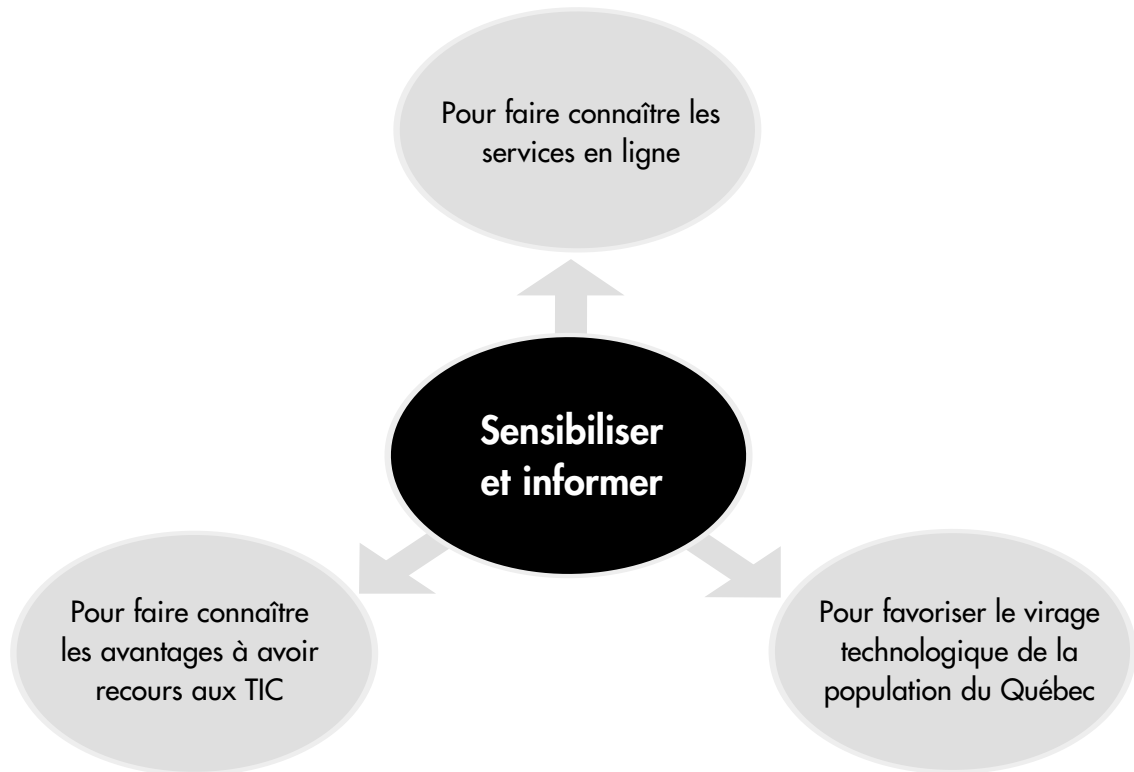 Pour faire connaître les
services en ligne
Sensibiliser
et informer
Pour faire connaître
les avantages à avoir
recours aux TIC
Pour favoriser le virage
technologique de la
population du Québec